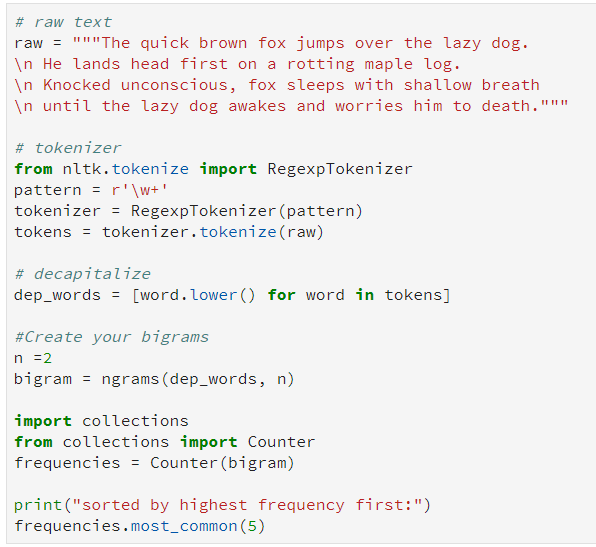 # raw text
raw = """The quick brown fox jumps over the lazy dog.
\n He lands head first on a rotting maple log.
\n Knocked unconscious, fox sleeps with shallow breath
\n until the lazy dog awakes and worries him to death."""
# tokenizer
from nltk.tokenize import RegexpTokenizer
pattern = r'\w+'
tokenizer = RegexpTokenizer(pattern)
tokens = tokenizer.tokenize(raw)
# decapitalize
dep_words = [word.lower() for word in tokens]
#Create your bigrams
n =2
bigram = ngrams(dep_words, n)
import collections
from collections import Counter
frequencies = Counter(bigram)
print("sorted by highest frequency first:")
frequencies.most_common(5)